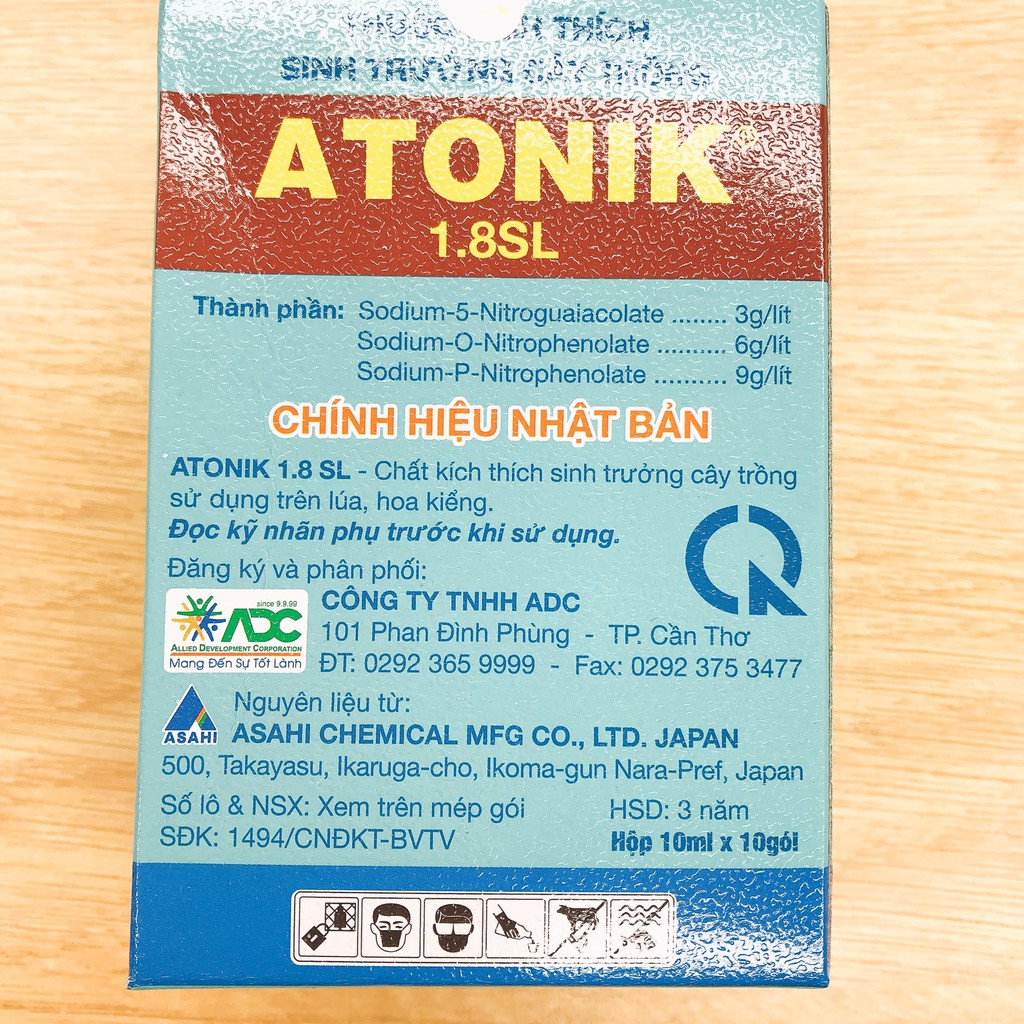 THUỐC KÍCH THÍCH
SINH TRƯỞNG CÂY TRỒNG
ATONIK®
1.8SL
Thành phần: Sodium-5-Nitroguaiacolate ........ 3g/lít
Sodium-O-Nitrophenolate .......... 6g/lít
Sodium-P-Nitrophenolate .......... 9g/lít
CHÍNH HIỆU NHẬT BẢN
ATONIK 1.8 SL - Chất kích thích sinh trưởng cây trồng
sử dụng trên lúa, hoa kiểng.
Đọc kỹ nhãn phụ trước khi sử dụng.
Đăng ký và phân phối:
since 9.9.99
ADC
ALLIED DEVELOPMENT CORPORATION
Mang Đến Sự Tốt Lành
CÔNG TY TNHH ADC
101 Phan Đình Phùng - TP. Cần Thơ
ĐT: 0292 365 9999 - Fax: 0292 375 3477
Nguyên liệu từ:
ASAHI
ASAHI CHEMICAL MFG CO., LTD. JAPAN
500, Takayasu, Ikaruga-cho, Ikoma-gun Nara-Pref, Japan
Số lô & NSX: Xem trên mép gói HSD: 3 năm
SĐK: 1494/CNĐKT-BVTV Hộp 10ml x 10gói